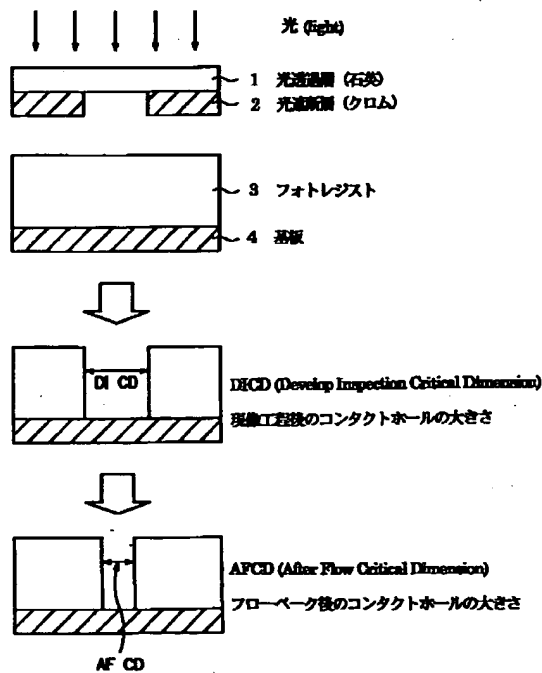 光 (light)
1 光透過層 (石英)
2 光遮断層 (クロム)
3 フォトレジスト
4 基板
DI CD
DICD (Develop Inspection Critical Dimension)
現像工程後のコンタクトホールの大きさ
AFCD (After Flow Critical Dimension)
フローベーク後のコンタクトホールの大きさ
AF CD